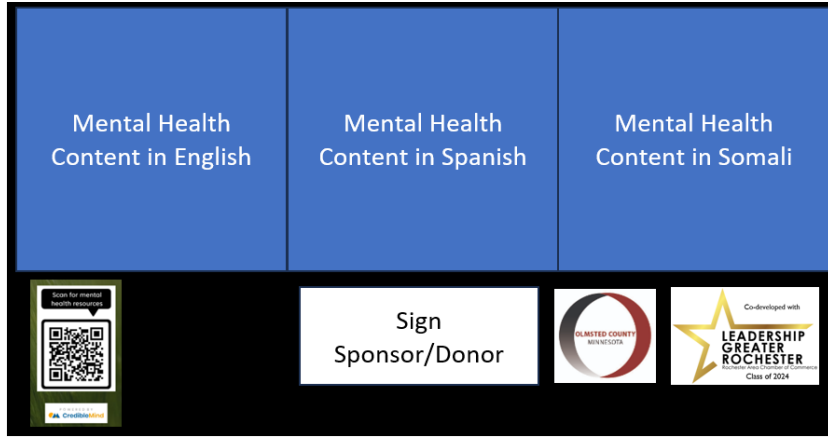 Mental Health
Content in English
Mental Health
Content in Spanish
Mental Health
Content in Somali
Scan for mental
health resources
POWERED BY
CredibleMind
Sign
Sponsor/Donor
OLMSTED COUNTY
MINNESOTA
Co-developed with
LEADERSHIP
GREATER
ROCHESTER
Rochester Area Chamber of Commerce
Class of 2024